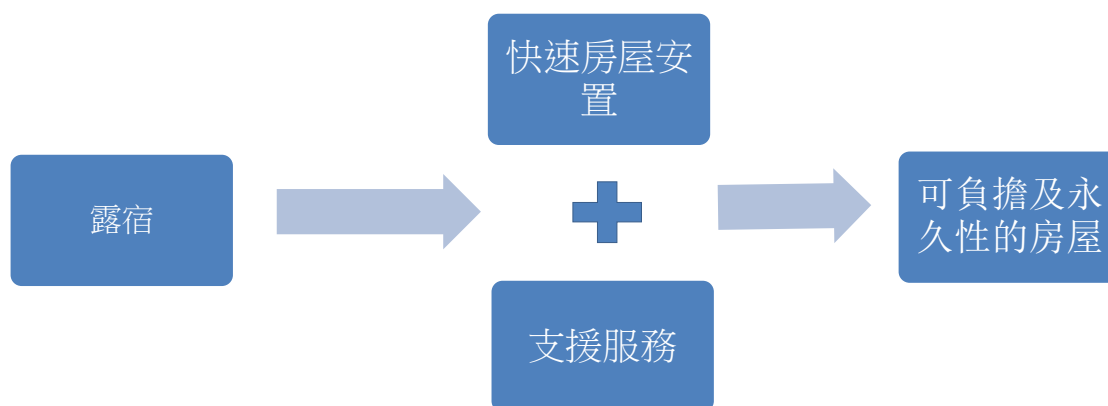 快速房屋安
置
露宿
可負擔及永
久性的房屋
支援服務